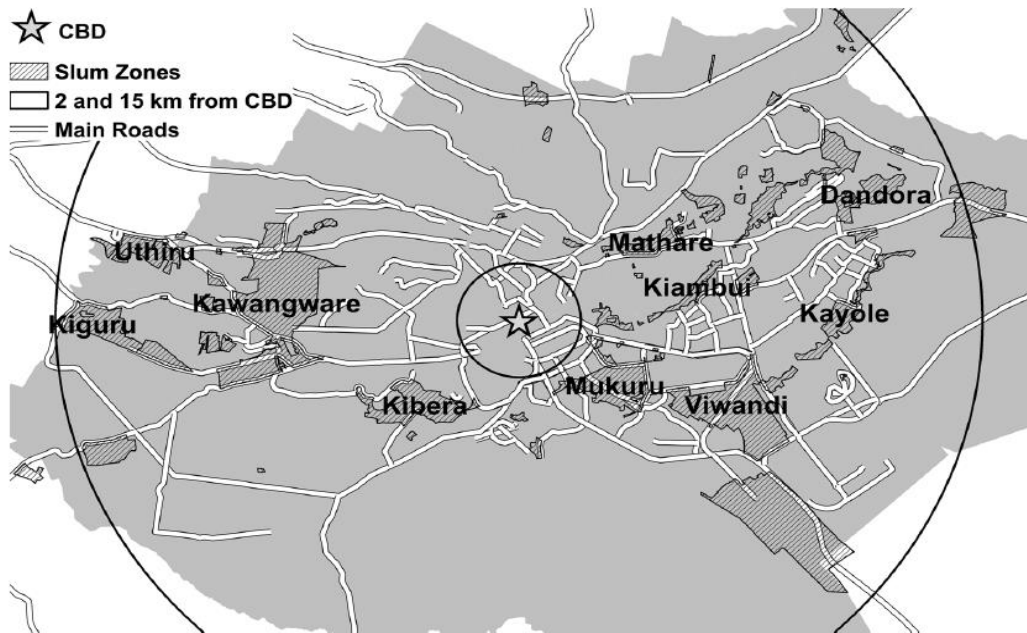 CBD
Slum Zones
2 and 15 km from CBD
Main Roads
Dandora
Mathare
Uthiru
Kiambui
Kawangware
Kayole
Kiguru
Mukuru
Kibera
Viwandi